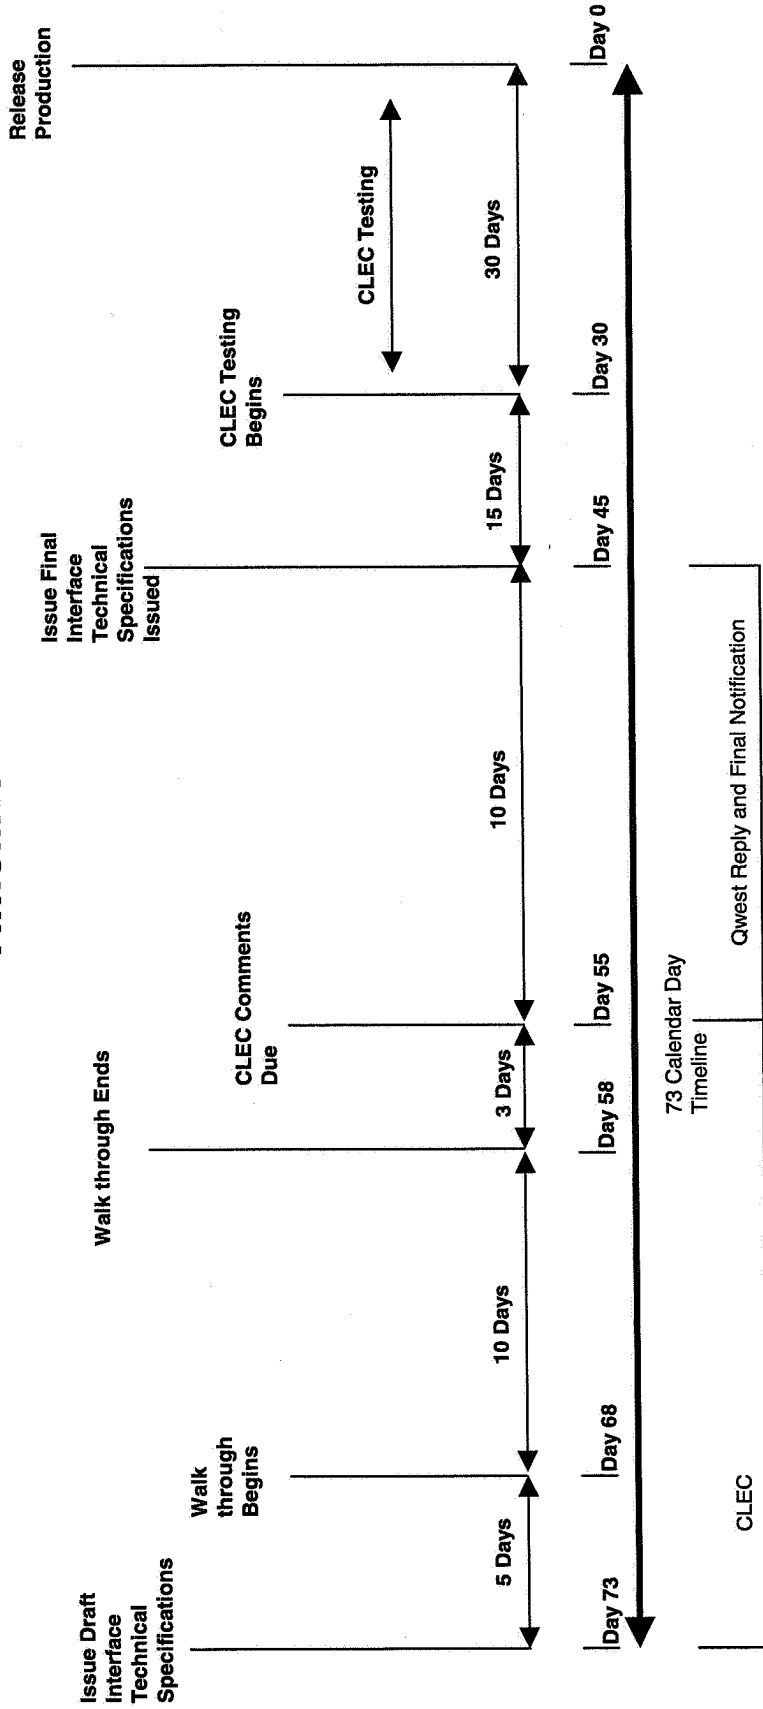 Issue Draft
Interface
Technical
Specifications
Walk
through
Begins
Walk through Ends
CLEC Comments
Due
Issue Final
Interface
Technical
Specifications
Issued
CLEC Testing
Begins
CLEC Testing
Release
Production
5 Days
10 Days
3 Days
10 Days
15 Days
30 Days
Day 73
Day 68
Day 58
Day 55
Day 45
Day 30
Day 0
73 Calendar Day
Timeline
CLEC
Qwest Reply and Final Notification